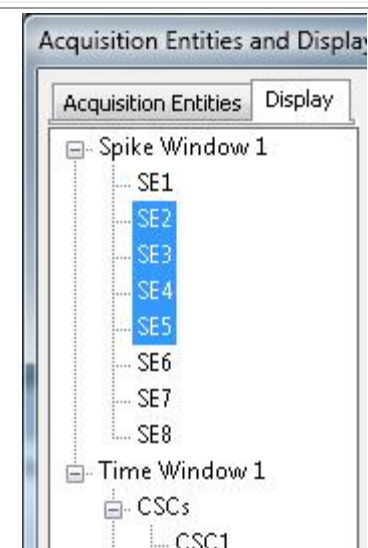 Acquisition Entities and Display
Acquisition Entities Display
Spike Window 1
SE1
SE2
SE3
SE4
SE5
SE6
SE7
SE8
Time Window 1
CSCs
CSC1